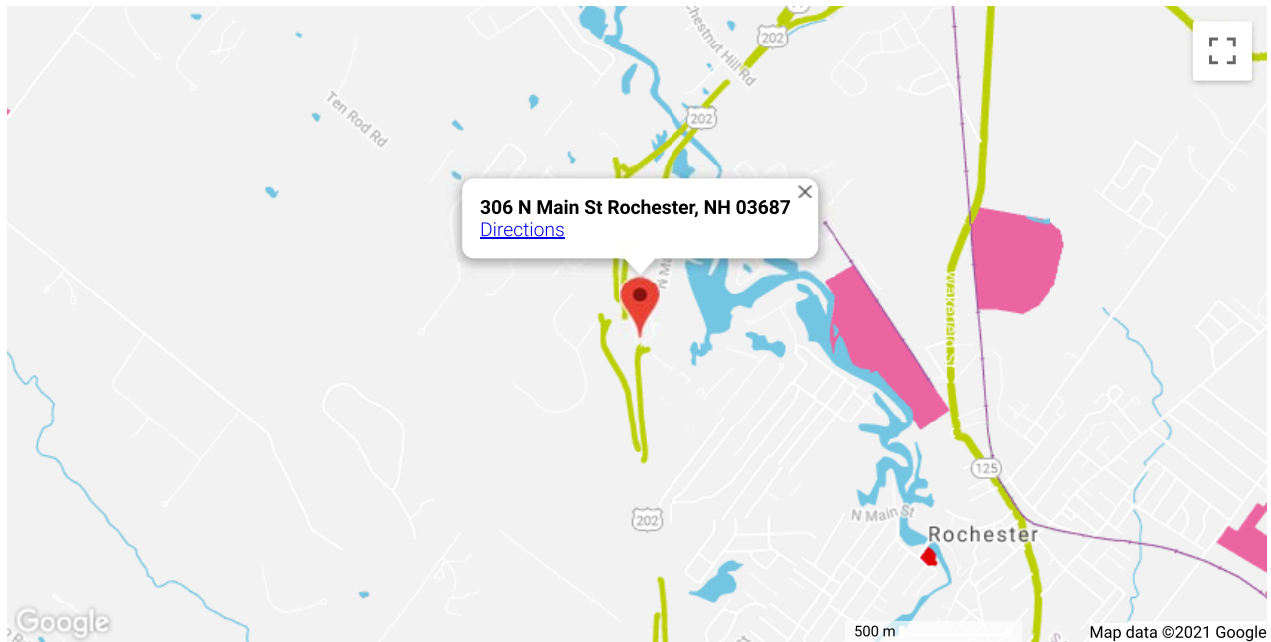 202
Chestnut Hill Rd
Ten Rod Rd
202
306 N Main St Rochester, NH 03687
Directions
N Ma
Wakefield St
125
N Main St
202
Rochester
Google
500 m
Map data ©2021 Google